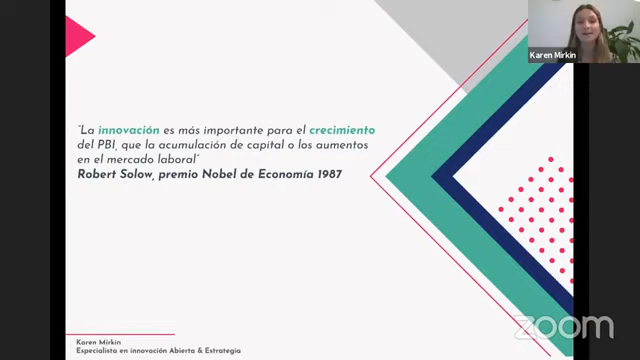 Karen Mirkin
“La innovación es más importante para el crecimiento
del PBI, que la acumulación de capital o los aumentos
en el mercado laboral”
Robert Solow, premio Nobel de Economía 1987
Karen Mirkin
Especialista en innovación Abierta & Estrategia
zoom